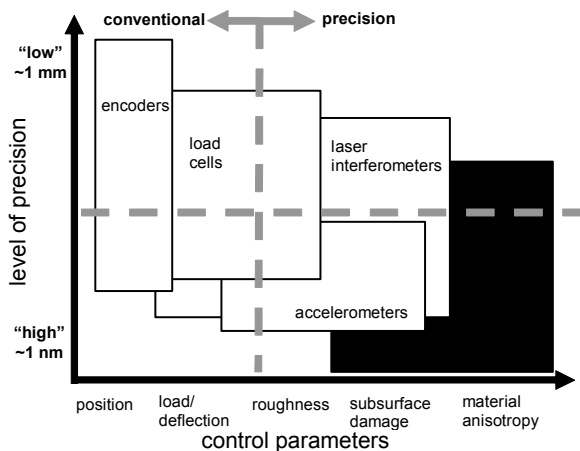 conventional precision
“low”
~1 mm
encoders
load
cells
laser
interferometers
level of precision
accelerometers
“high”
~1 nm
position
load/
deflection
roughness
subsurface
damage
material
anisotropy
control parameters